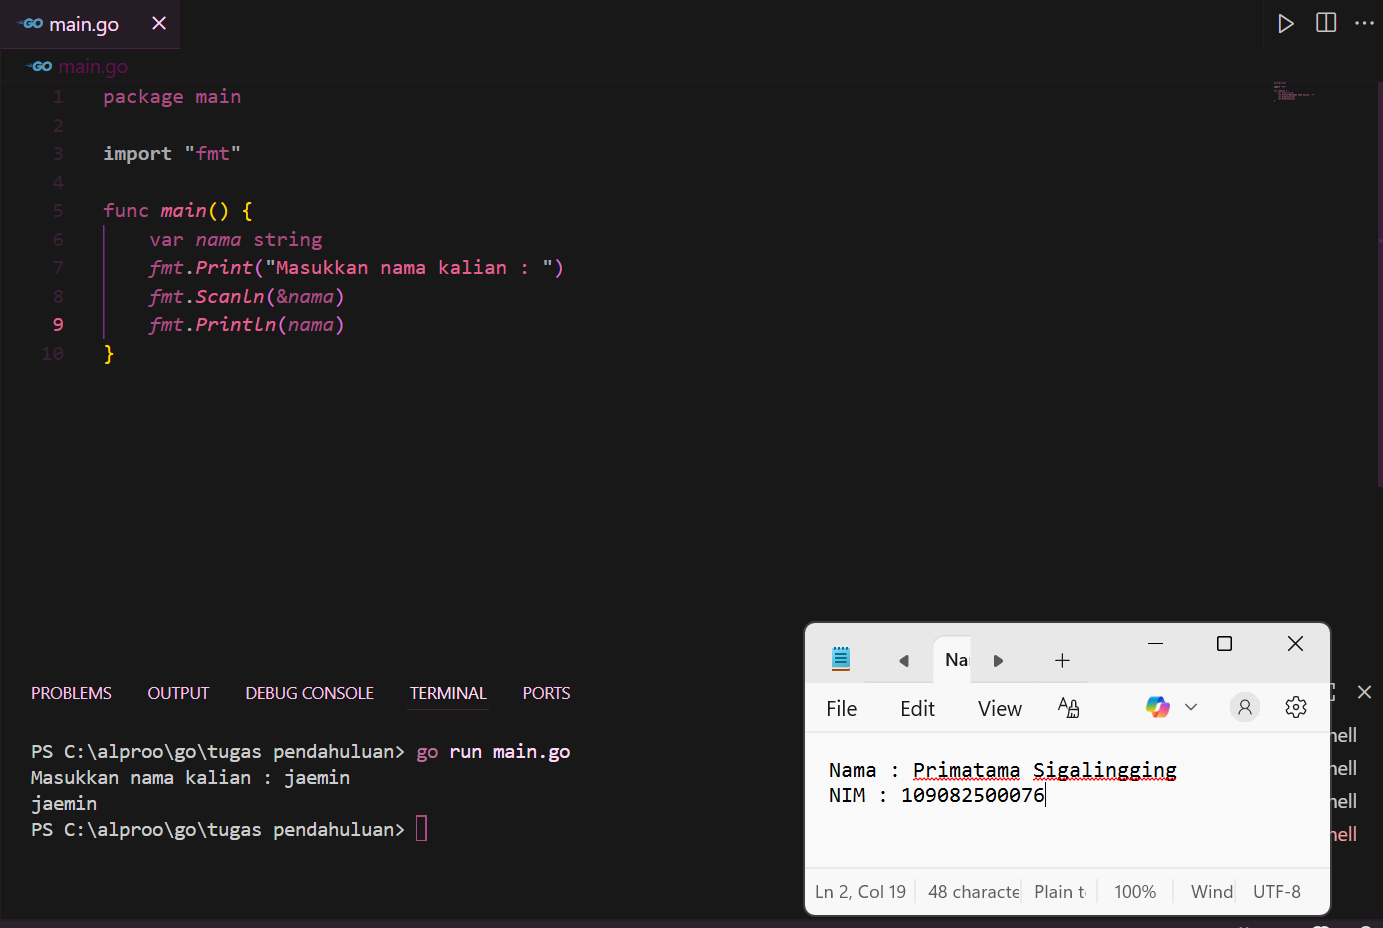 main.go
main.go
1 package main
2
3 import "fmt"
4
5 func main() {
6 var nama string
7 fmt.Print("Masukkan nama kalian : ")
8 fmt.Scanln(&nama)
9 fmt.Println(nama)
10 }
PROBLEMS OUTPUT DEBUG CONSOLE TERMINAL PORTS
PS C:\alproo\go\tugas pendahuluan> go run main.go
Masukkan nama kalian : jaemin
jaemin
PS C:\alproo\go\tugas pendahuluan>
hell
hell
hell
hell
Na
File Edit View
Nama : Primatama Sigalingging
NIM : 109082500076
Ln 2, Col 19 48 characte Plain t 100% Wind UTF-8